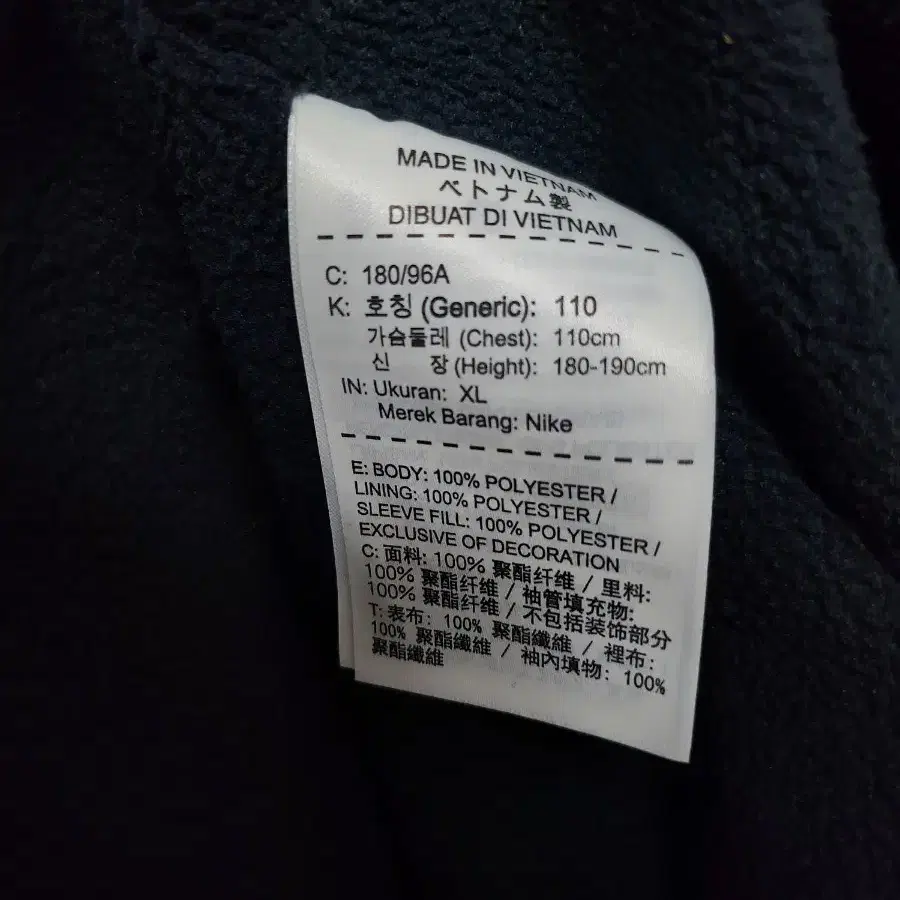 MADE IN VIETNAM
ベトナム製
DIBUAT DI VIETNAM
C: 180/96A
K: 호칭 (Generic): 110
가슴둘레 (Chest): 110cm
신 장 (Height): 180-190cm
IN: Ukuran: XL
Merek Barang: Nike
E: BODY: 100% POLYESTER /
LINING: 100% POLYESTER /
SLEEVE FILL: 100% POLYESTER /
EXCLUSIVE OF DECORATION
C: 面料: 100% 聚酯纤维 / 里料:
100% 聚酯纤维 / 袖管填充物:
100% 聚酯纤维 / 不包括装饰部分
T: 表布: 100% 聚酯纖維 / 裡布:
100% 聚酯纖維 / 袖內填物: 100%
聚酯纖維